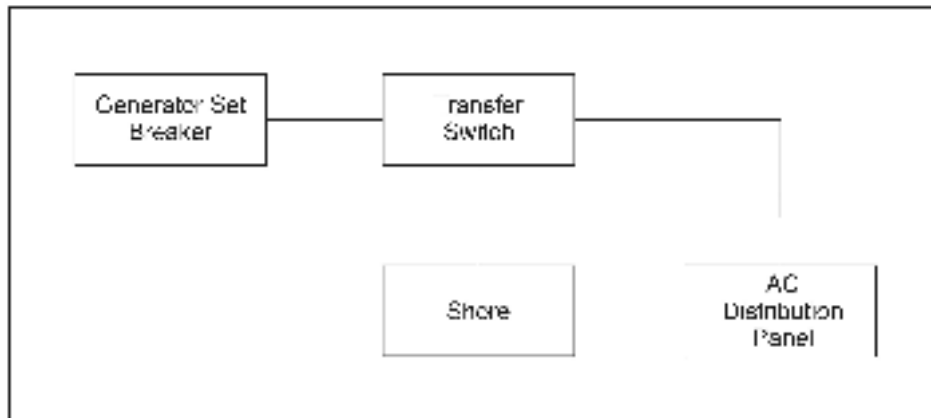 Generator Set
Breaker
Transfer
Switch
Shore
AC
Distribution
Panel